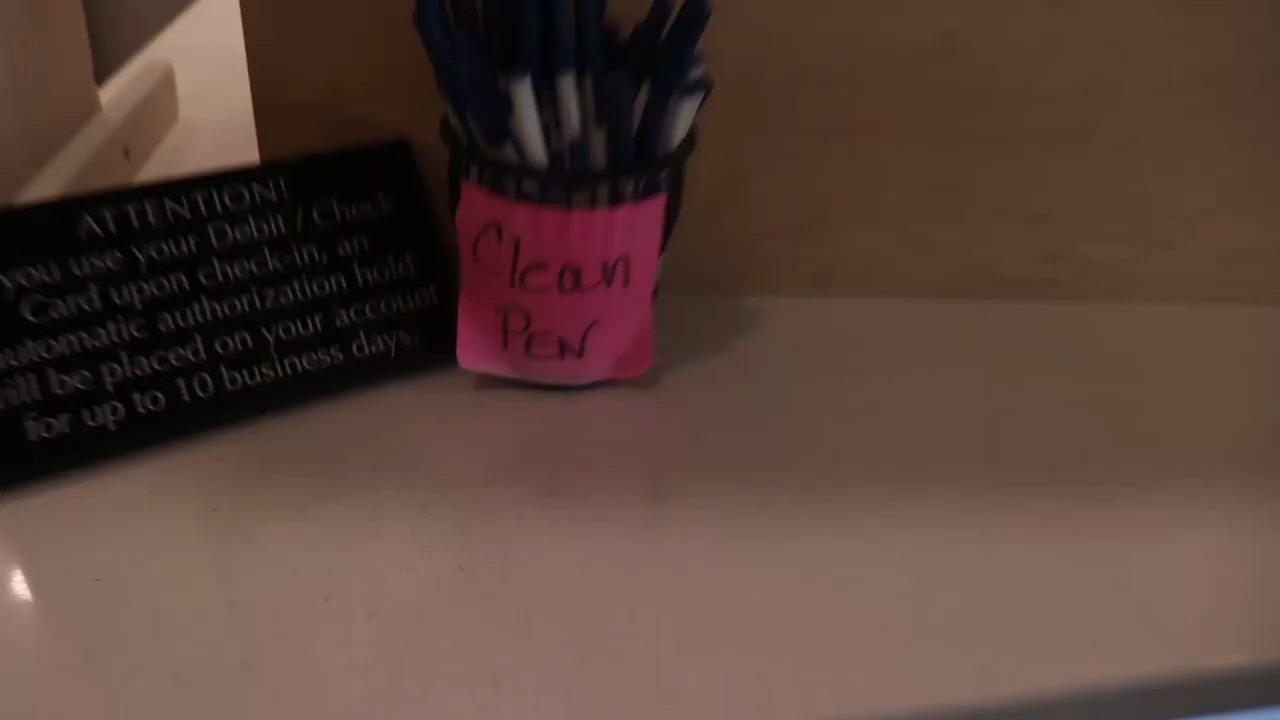 ATTENTION!
you use your Debit / Check
Card upon check-in, an
automatic authorization hold
will be placed on your account
for up to 10 business days.
Clean
PEN